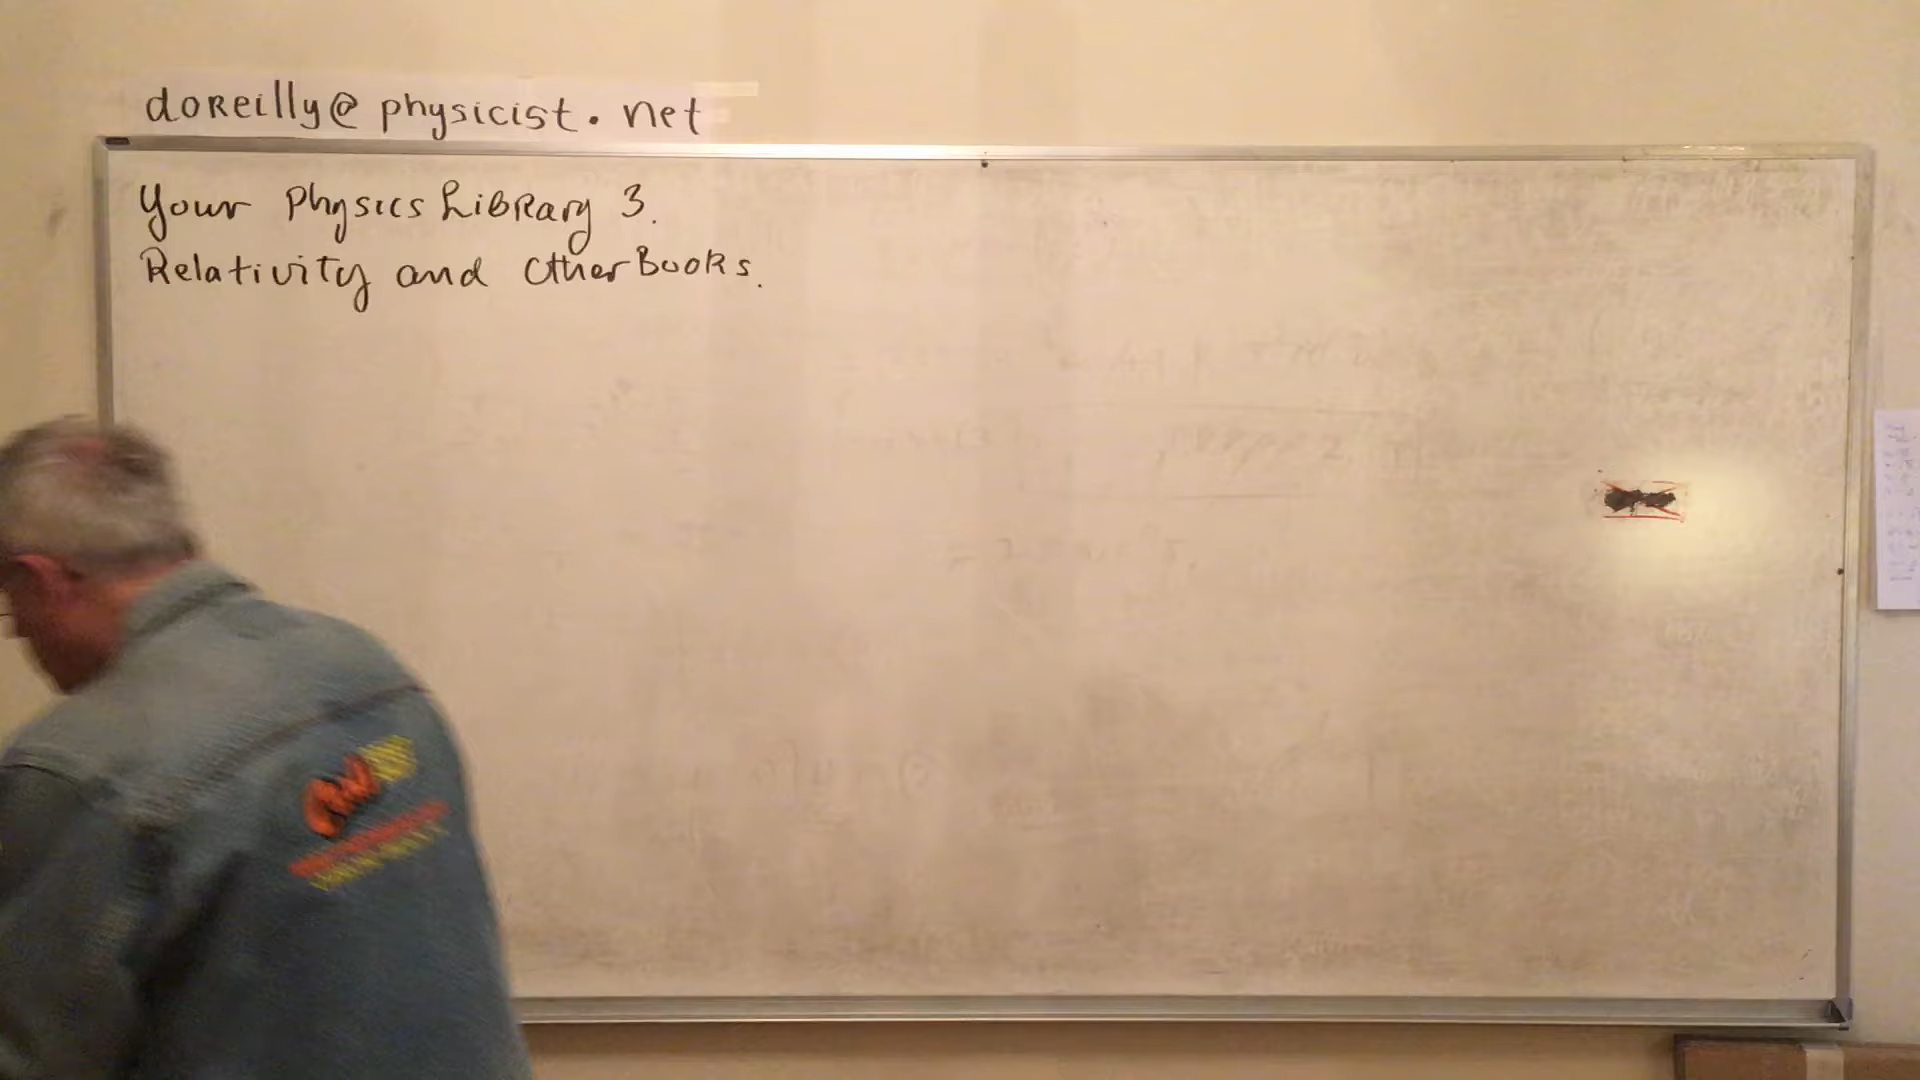 doReilly@physicist.net
Your Physics Library 3.
Relativity and Other Books.